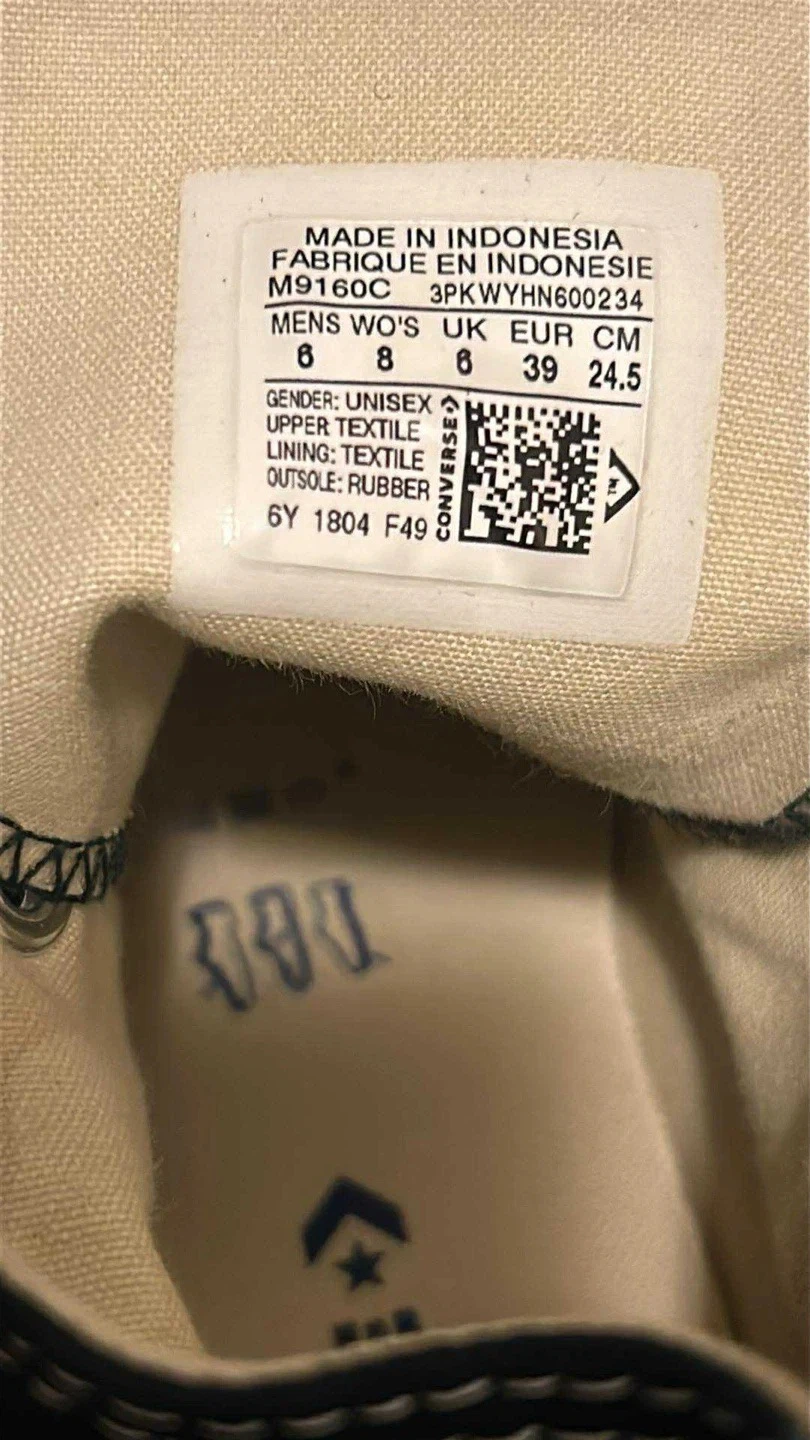 MADE IN INDONESIA
FABRIQUE EN INDONESIE
M9160C 3PKWYHN600234
MENS WO'S UK EUR CM
6 8 6 39 24.5
GENDER: UNISEX
UPPER TEXTILE
LINING: TEXTILE
OUTSOLE: RUBBER
6Y 1804 F49
CONVERSE
TM